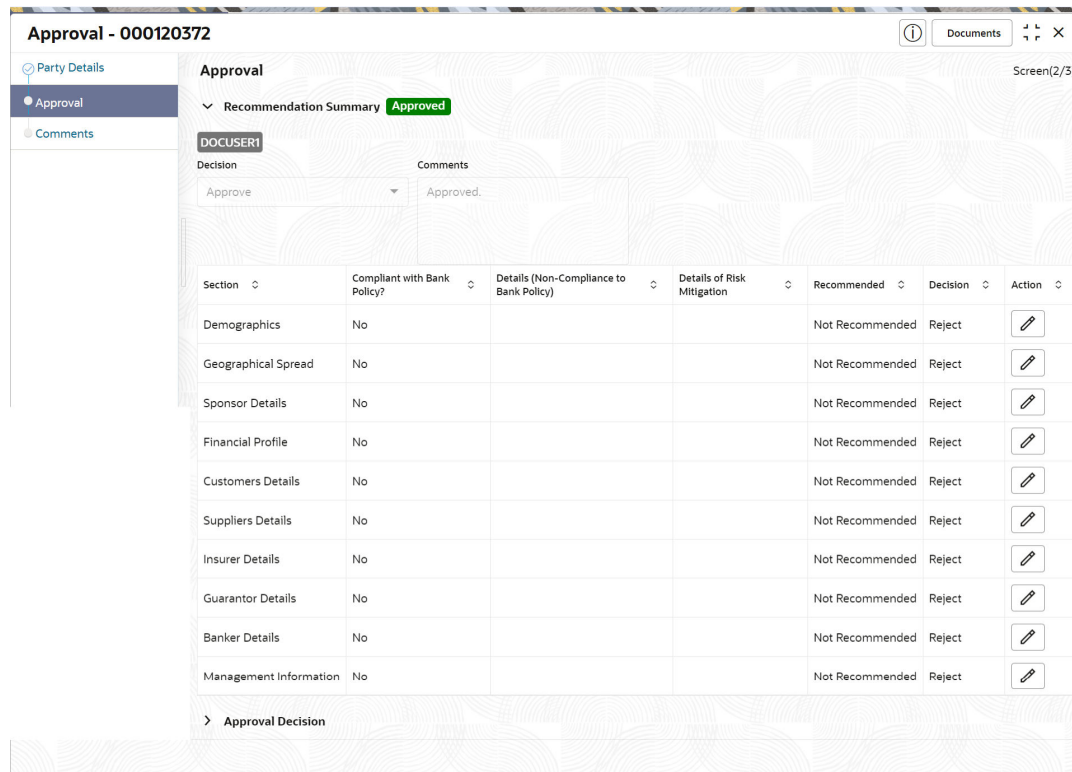 Approval - 000120372
Documents
Party Details
Approval
Comments
Approval
Screen(2/3
Recommendation Summary Approved
DOCUSER1
Decision Comments
Approve Approved.
Section Compliant with Bank Policy? Details (Non-Compliance to Bank Policy) Details of Risk Mitigation Recommended Decision Action
Demographics No Not Recommended Reject
Geographical Spread No Not Recommended Reject
Sponsor Details No Not Recommended Reject
Financial Profile No Not Recommended Reject
Customers Details No Not Recommended Reject
Suppliers Details No Not Recommended Reject
Insurer Details No Not Recommended Reject
Guarantor Details No Not Recommended Reject
Banker Details No Not Recommended Reject
Management Information No Not Recommended Reject
Approval Decision